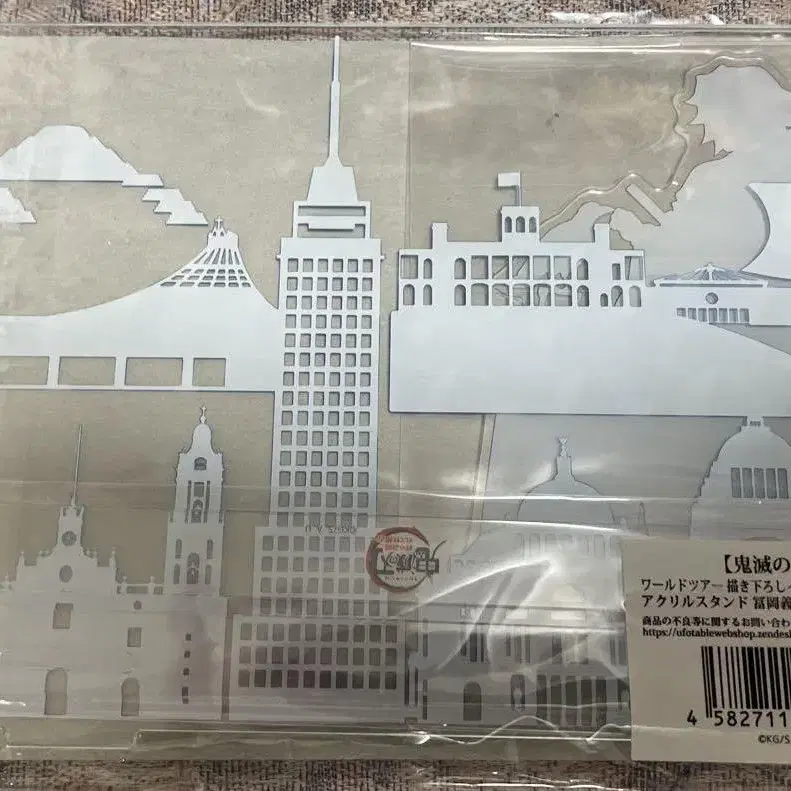 【鬼滅の
ワールドツアー 描き下ろし
アクリルスタンド 冨岡義
商品の不良等に関するお問い合わ
https://ufotablewebshop.zendes
4 582711
©KG/S